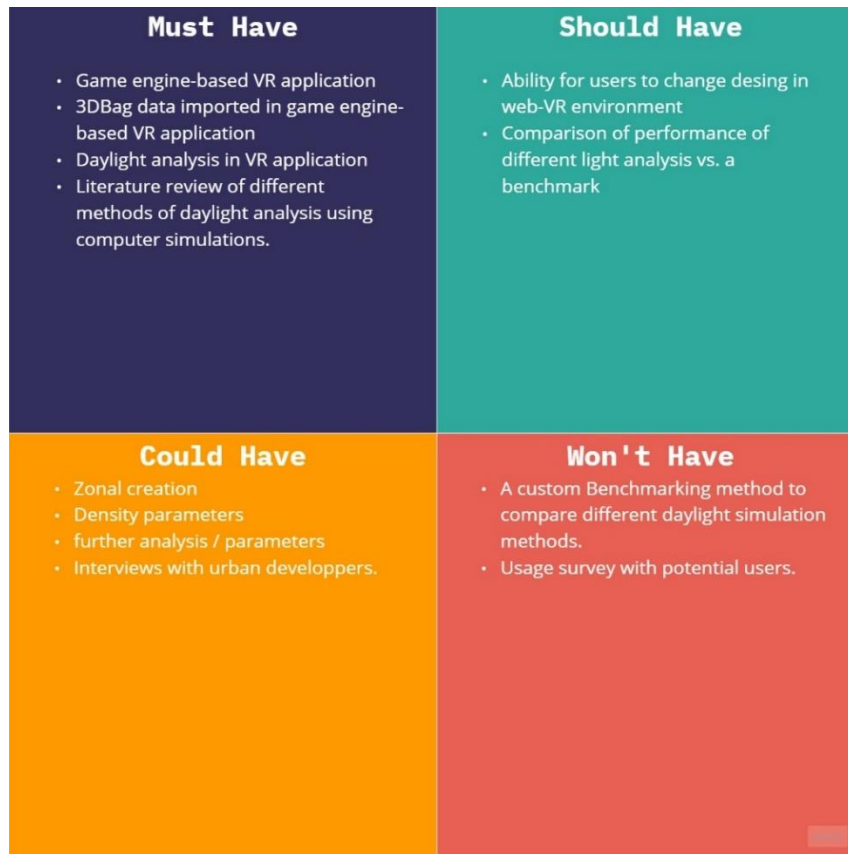 Must Have
• Game engine-based VR application
• 3DBag data imported in game engine-
based VR application
• Daylight analysis in VR application
• Literature review of different
methods of daylight analysis using
computer simulations.
Should Have
• Ability for users to change desing in
web-VR environment
• Comparison of performance of
different light analysis vs. a
benchmark
Could Have
• Zonal creation
• Density parameters
• further analysis / parameters
• Interviews with urban developpers.
Won't Have
• A custom Benchmarking method to
compare different daylight simulation
methods.
• Usage survey with potential users.